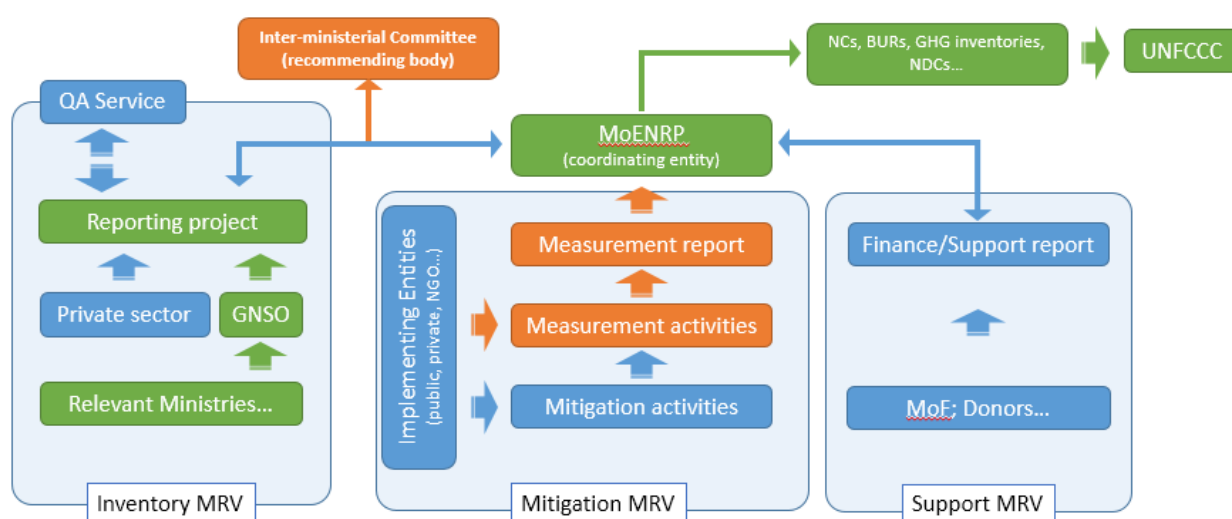 Inter-ministerial Committee
(recommending body)
NCs, BURs, GHG inventories,
NDCs...
UNFCCC
QA Service
MoENRP
(coordinating entity)
Reporting project
Private sector
GNSO
Relevant Ministries...
Inventory MRV
Implementing Entities
(public, private, NGO...)
Measurement report
Measurement activities
Mitigation activities
Mitigation MRV
Finance/Support report
MoF; Donors...
Support MRV